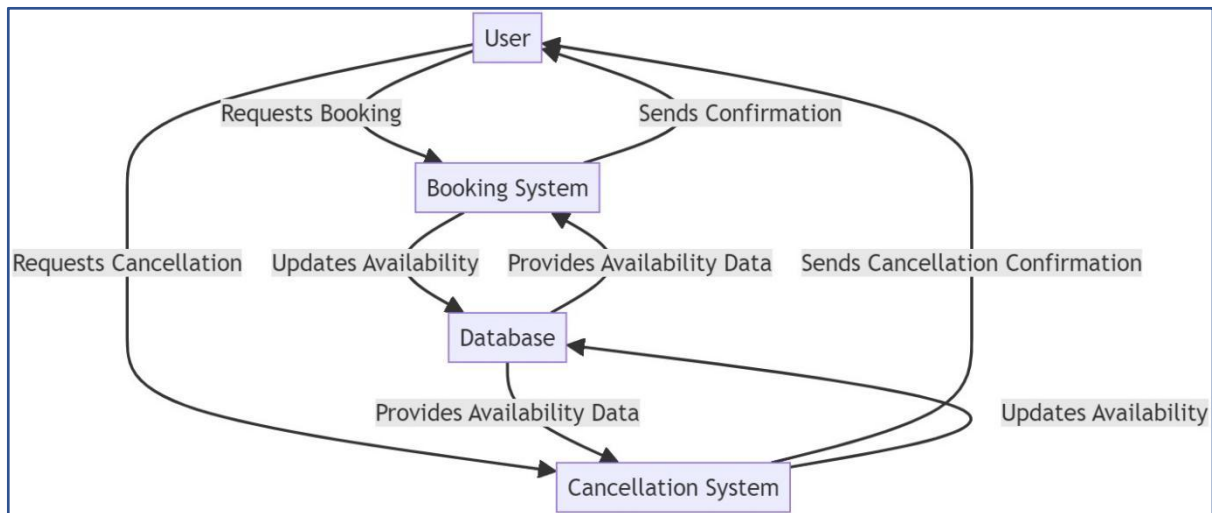 User
Requests Booking
Sends Confirmation
Booking System
Requests Cancellation
Updates Availability
Provides Availability Data
Sends Cancellation Confirmation
Database
Provides Availability Data
Updates Availability
Cancellation System